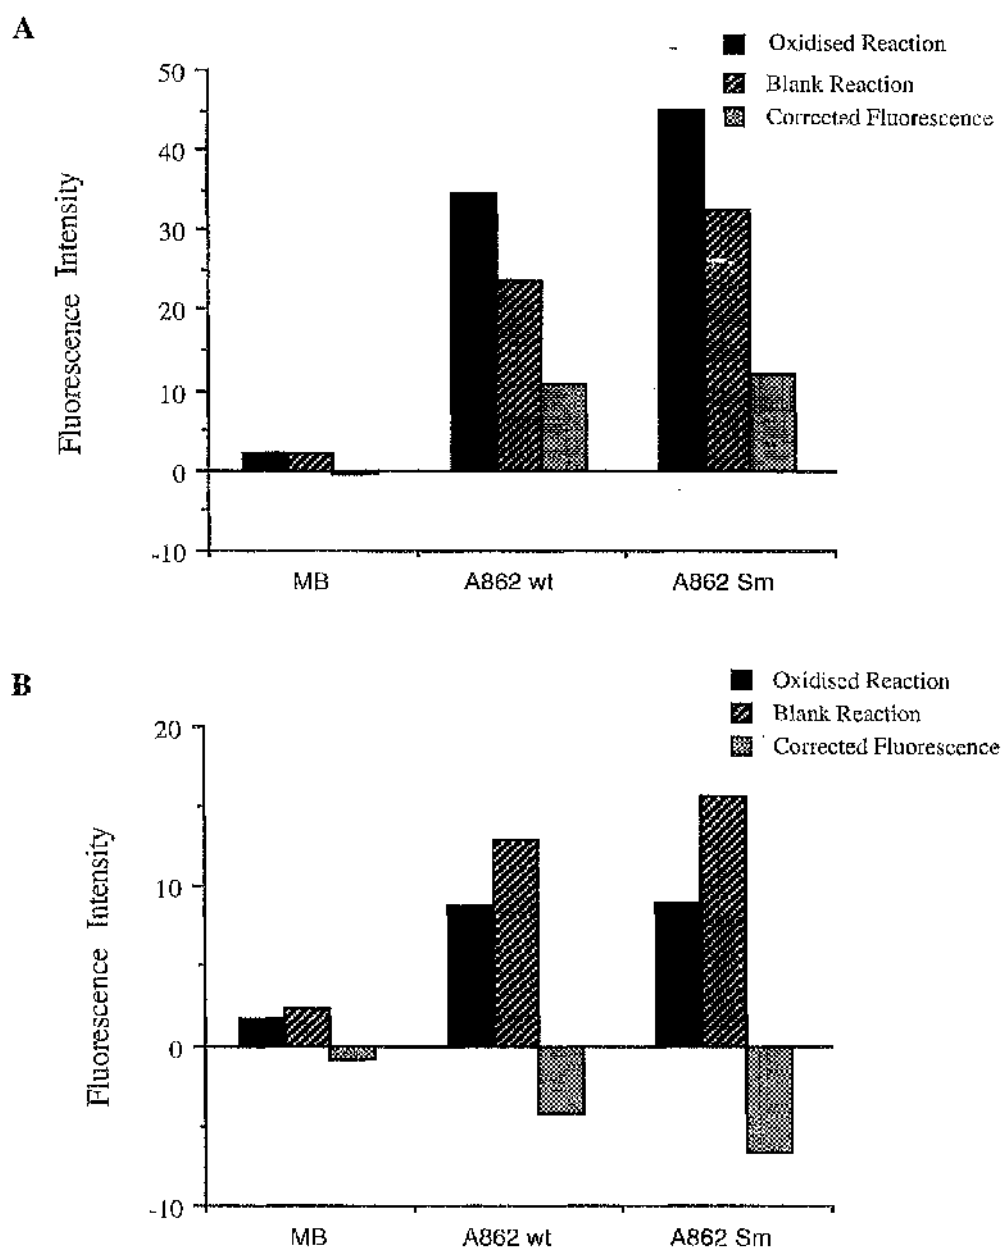 A
Oxidised Reaction
Blank Reaction
Corrected Fluorescence
50
40
30
20
10
0
-10
Fluorescence Intensity
MB
A862 wt
A862 Sm
B
Oxidised Reaction
Blank Reaction
Corrected Fluorescence
20
10
0
-10
Fluorescence Intensity
MB
A862 wt
A862 Sm